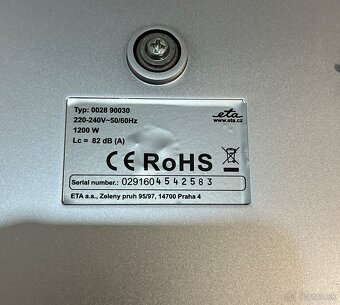 Typ: 0028 90030
220-240V~50/60Hz
1200 W
Lc = 82 dB (A)
eta
www.eta.cz
CE RoHS
Serial number.: 0291604542583
ETA a.s., Zeleny pruh 95/97, 14700 Praha 4